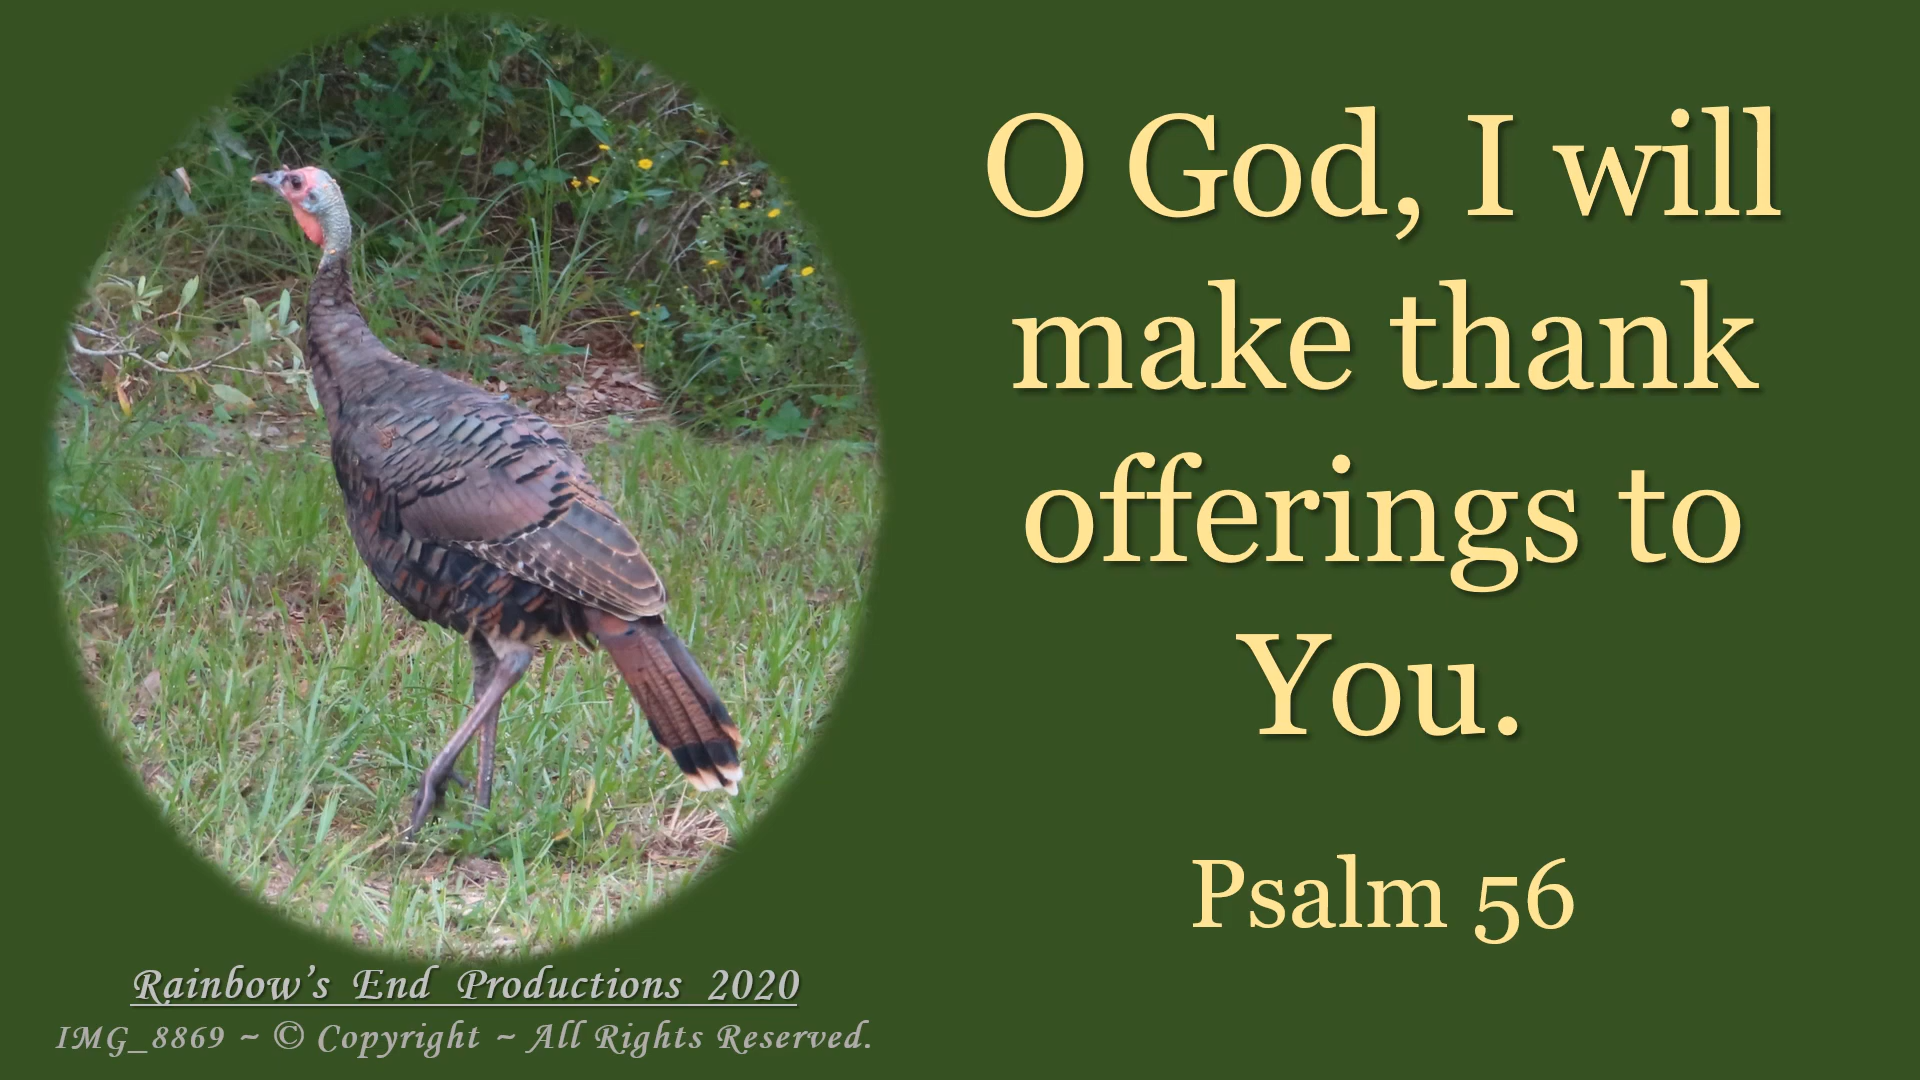 O God, I will
make thank
offerings to
You.
Psalm 56
Rainbow's End Productions 2020
IMG_8869 ~ © Copyright ~ All Rights Reserved.